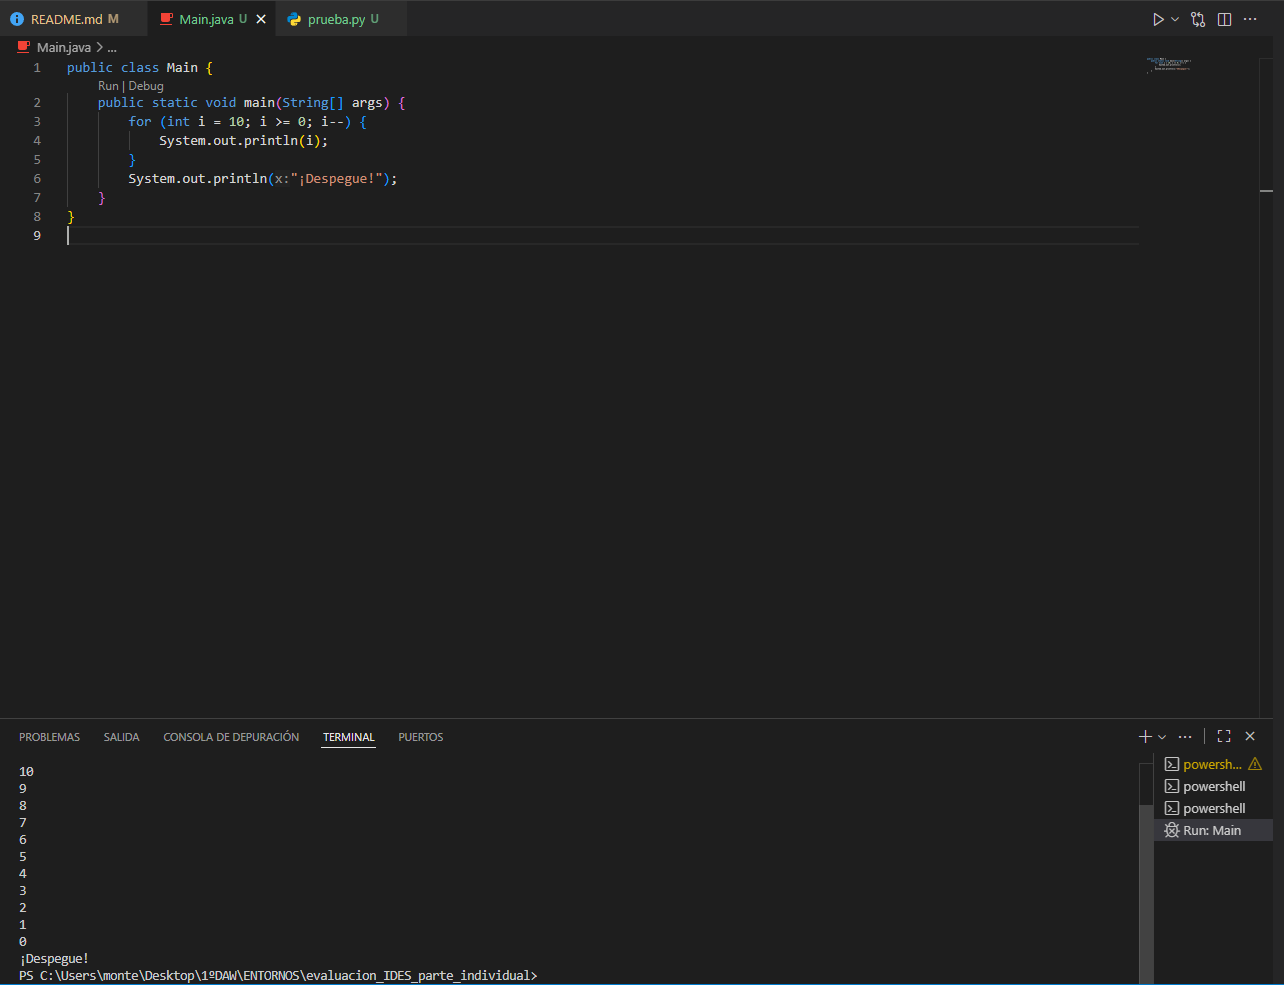 README.md M Main.java U prueba.py U
Main.java > ...
1 public class Main {
Run | Debug
2 public static void main(String[] args) {
3 for (int i = 10; i >= 0; i--) {
4 System.out.println(i);
5 }
6 System.out.println(x:"¡Despegue!");
7 }
8 }
9
PROBLEMAS SALIDA CONSOLA DE DEPURACIÓN TERMINAL PUERTOS
10
9
8
7
6
5
4
3
2
1
0
¡Despegue!
PS C:\Users\monte\Desktop\1ºDAW\ENTORNOS\evaluacion_IDES_parte_individual>
powersh...
powershell
powershell
Run: Main